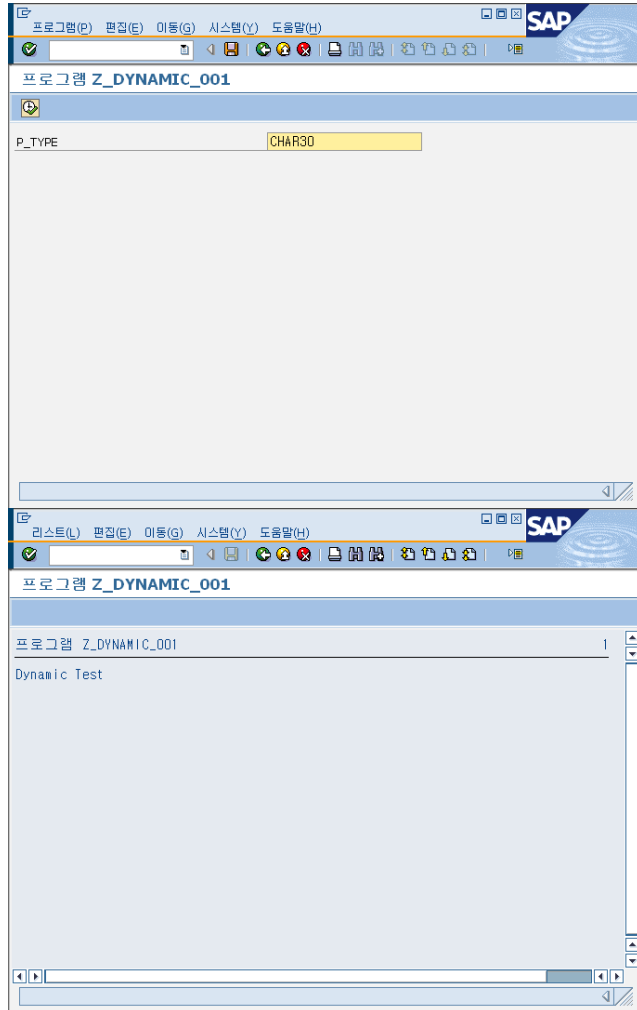 프로그램(P) 편집(E) 이동(G) 시스템(Y) 도움말(H)
SAP
프로그램 Z_DYNAMIC_001
P_TYPE CHAR30
리스트(L) 편집(E) 이동(G) 시스템(Y) 도움말(H)
SAP
프로그램 Z_DYNAMIC_001
프로그램 Z_DYNAMIC_001 1
Dynamic Test